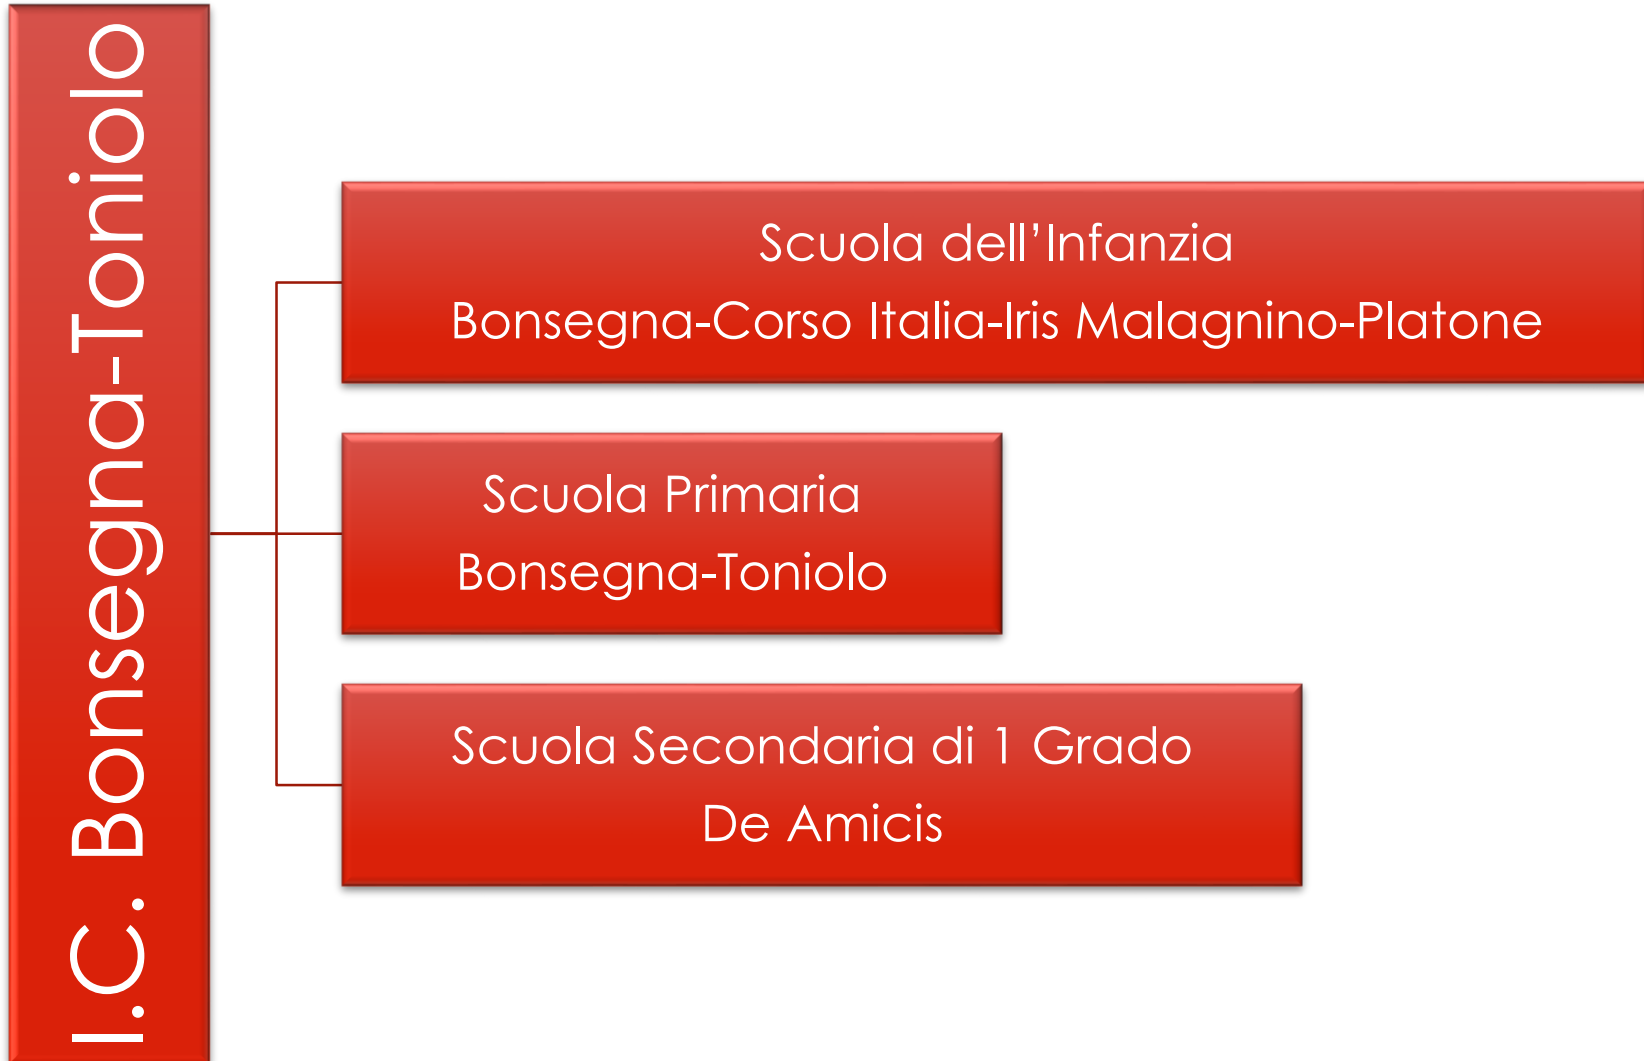 I.C. Bonsegna-Toniolo
Scuola dell’Infanzia
Bonsegna-Corso Italia-Iris Malagnino-Platone
Scuola Primaria
Bonsegna-Toniolo
Scuola Secondaria di 1 Grado
De Amicis